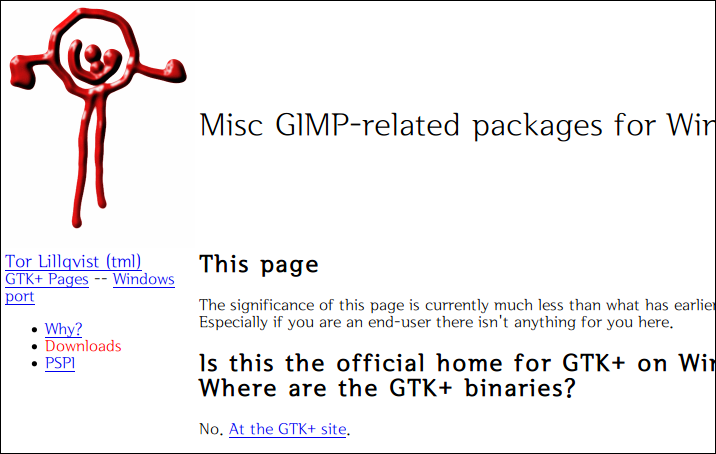 Misc GIMP-related packages for Win
Tor Lillqvist (tml)
GTK+ Pages -- Windows
port
Why?
Downloads
PSPI
This page
The significance of this page is currently much less than what has earlier
Especially if you are an end-user there isn't anything for you here.
Is this the official home for GTK+ on Win
Where are the GTK+ binaries?
No. At the GTK+ site.